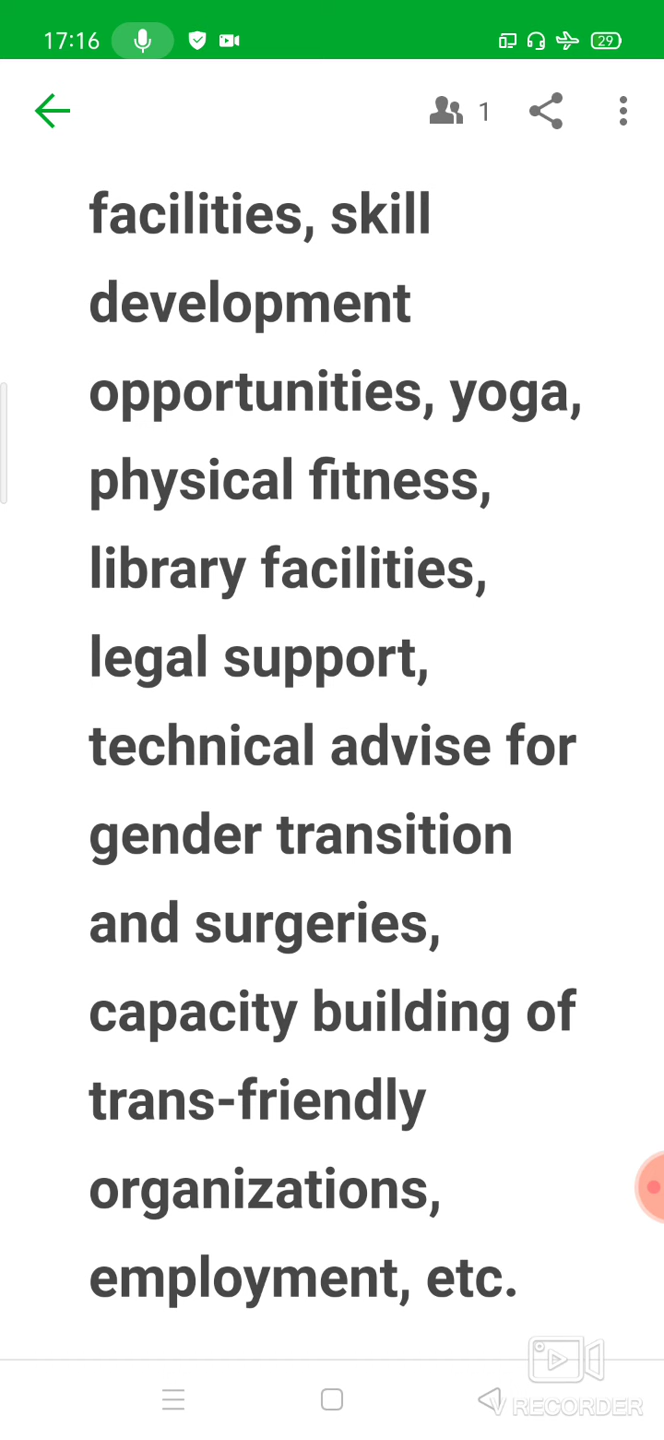 17:16
29
1
facilities, skill
development
opportunities, yoga,
physical fitness,
library facilities,
legal support,
technical advise for
gender transition
and surgeries,
capacity building of
trans-friendly
organizations,
employment, etc.
V RECORDER